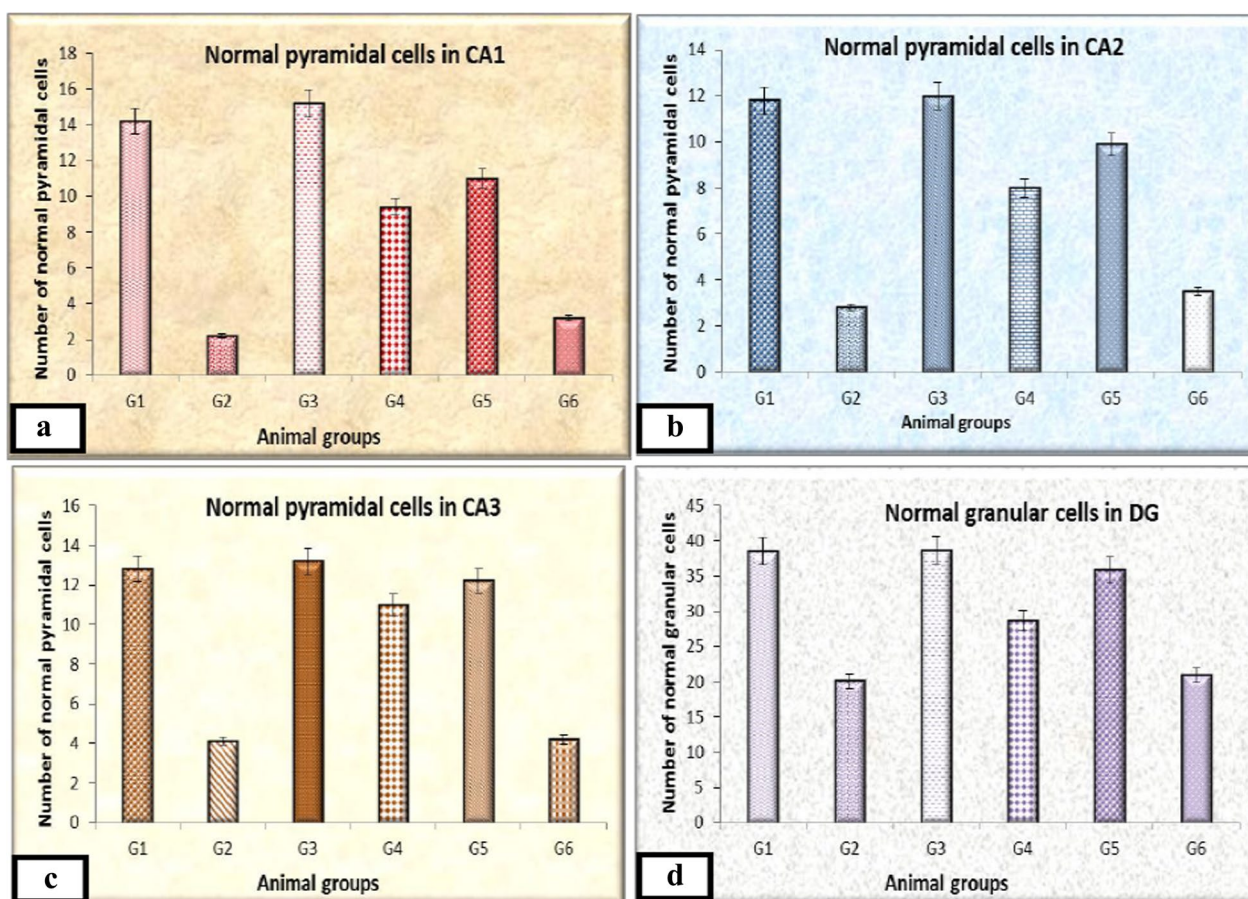 Normal pyramidal cells in CA1
Number of normal pyramidal cells
18
16
14
12
10
8
6
4
2
0
G1 G2 G3 G4 G5 G6
Animal groups
a
Normal pyramidal cells in CA2
Number of normal pyramidal cells
14
12
10
8
6
4
2
0
G1 G2 G3 G4 G5 G6
Animal groups
b
Normal pyramidal cells in CA3
Number of normal pyramidal cells
16
14
12
10
8
6
4
2
0
G1 G2 G3 G4 G5 G6
Animal groups
c
Normal granular cells in DG
Number of normal granular cells
45
40
35
30
25
20
15
10
5
0
G1 G2 G3 G4 G5 G6
Animal groups
d